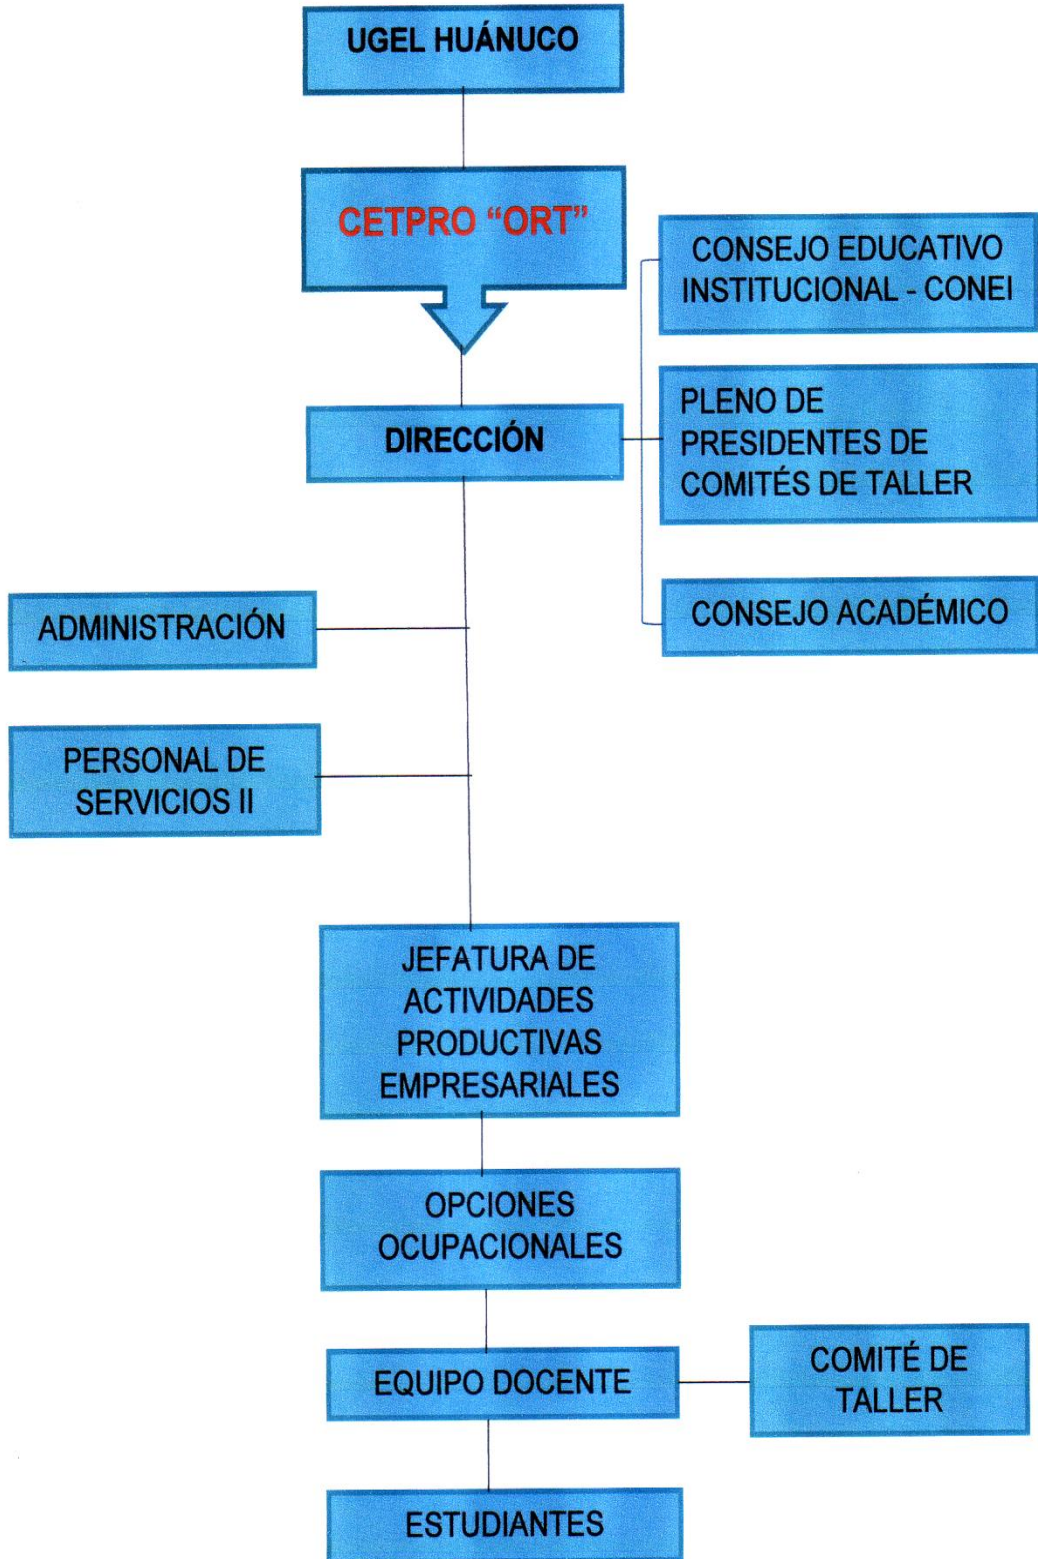 UGEL HUÁNUCO
CETPRO “ORT”
CONSEJO EDUCATIVO
INSTITUCIONAL - CONEI
PLENO DE
PRESIDENTES DE
COMITÉS DE TALLER
DIRECCIÓN
CONSEJO ACADÉMICO
ADMINISTRACIÓN
PERSONAL DE
SERVICIOS II
JEFATURA DE
ACTIVIDADES
PRODUCTIVAS
EMPRESARIALES
OPCIONES
OCUPACIONALES
EQUIPO DOCENTE
COMITÉ DE
TALLER
ESTUDIANTES